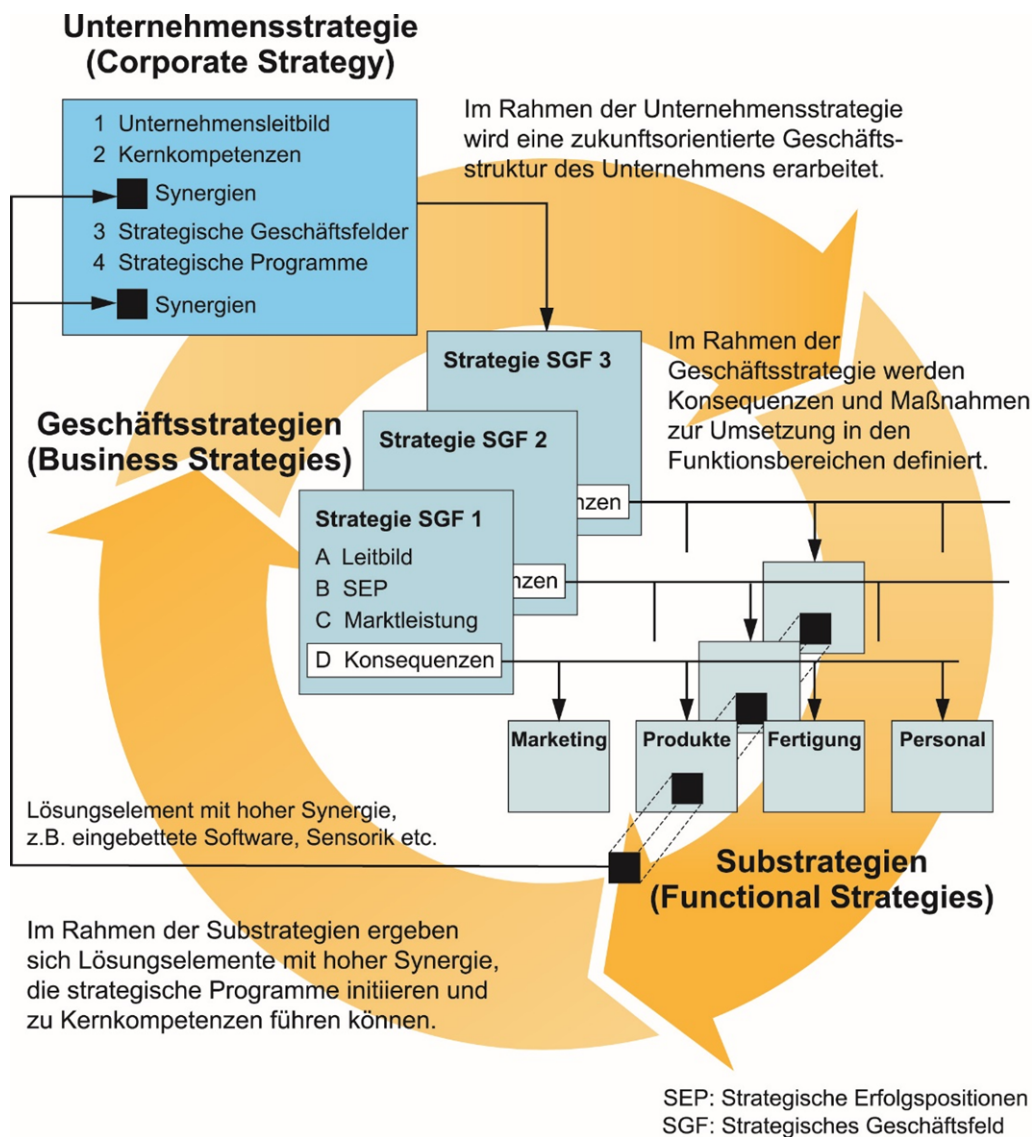 Unternehmensstrategie
(Corporate Strategy)
1 Unternehmensleitbild
2 Kernkompetenzen
Synergien
3 Strategische Geschäftsfelder
4 Strategische Programme
Synergien
Im Rahmen der Unternehmensstrategie
wird eine zukunftsorientierte Geschäfts-
struktur des Unternehmens erarbeitet.
Geschäftsstrategien
(Business Strategies)
Strategie SGF 3
nzen
Strategie SGF 2
nzen
Strategie SGF 1
A Leitbild
B SEP
C Marktleistung
D Konsequenzen
Im Rahmen der
Geschäftsstrategie werden
Konsequenzen und Maßnahmen
zur Umsetzung in den
Funktionsbereichen definiert.
Marketing
Produkte
Fertigung
Personal
Lösungselement mit hoher Synergie,
z.B. eingebettete Software, Sensorik etc.
Substrategien
(Functional Strategies)
Im Rahmen der Substrategien ergeben
sich Lösungselemente mit hoher Synergie,
die strategische Programme initiieren und
zu Kernkompetenzen führen können.
SEP: Strategische Erfolgspositionen
SGF: Strategisches Geschäftsfeld